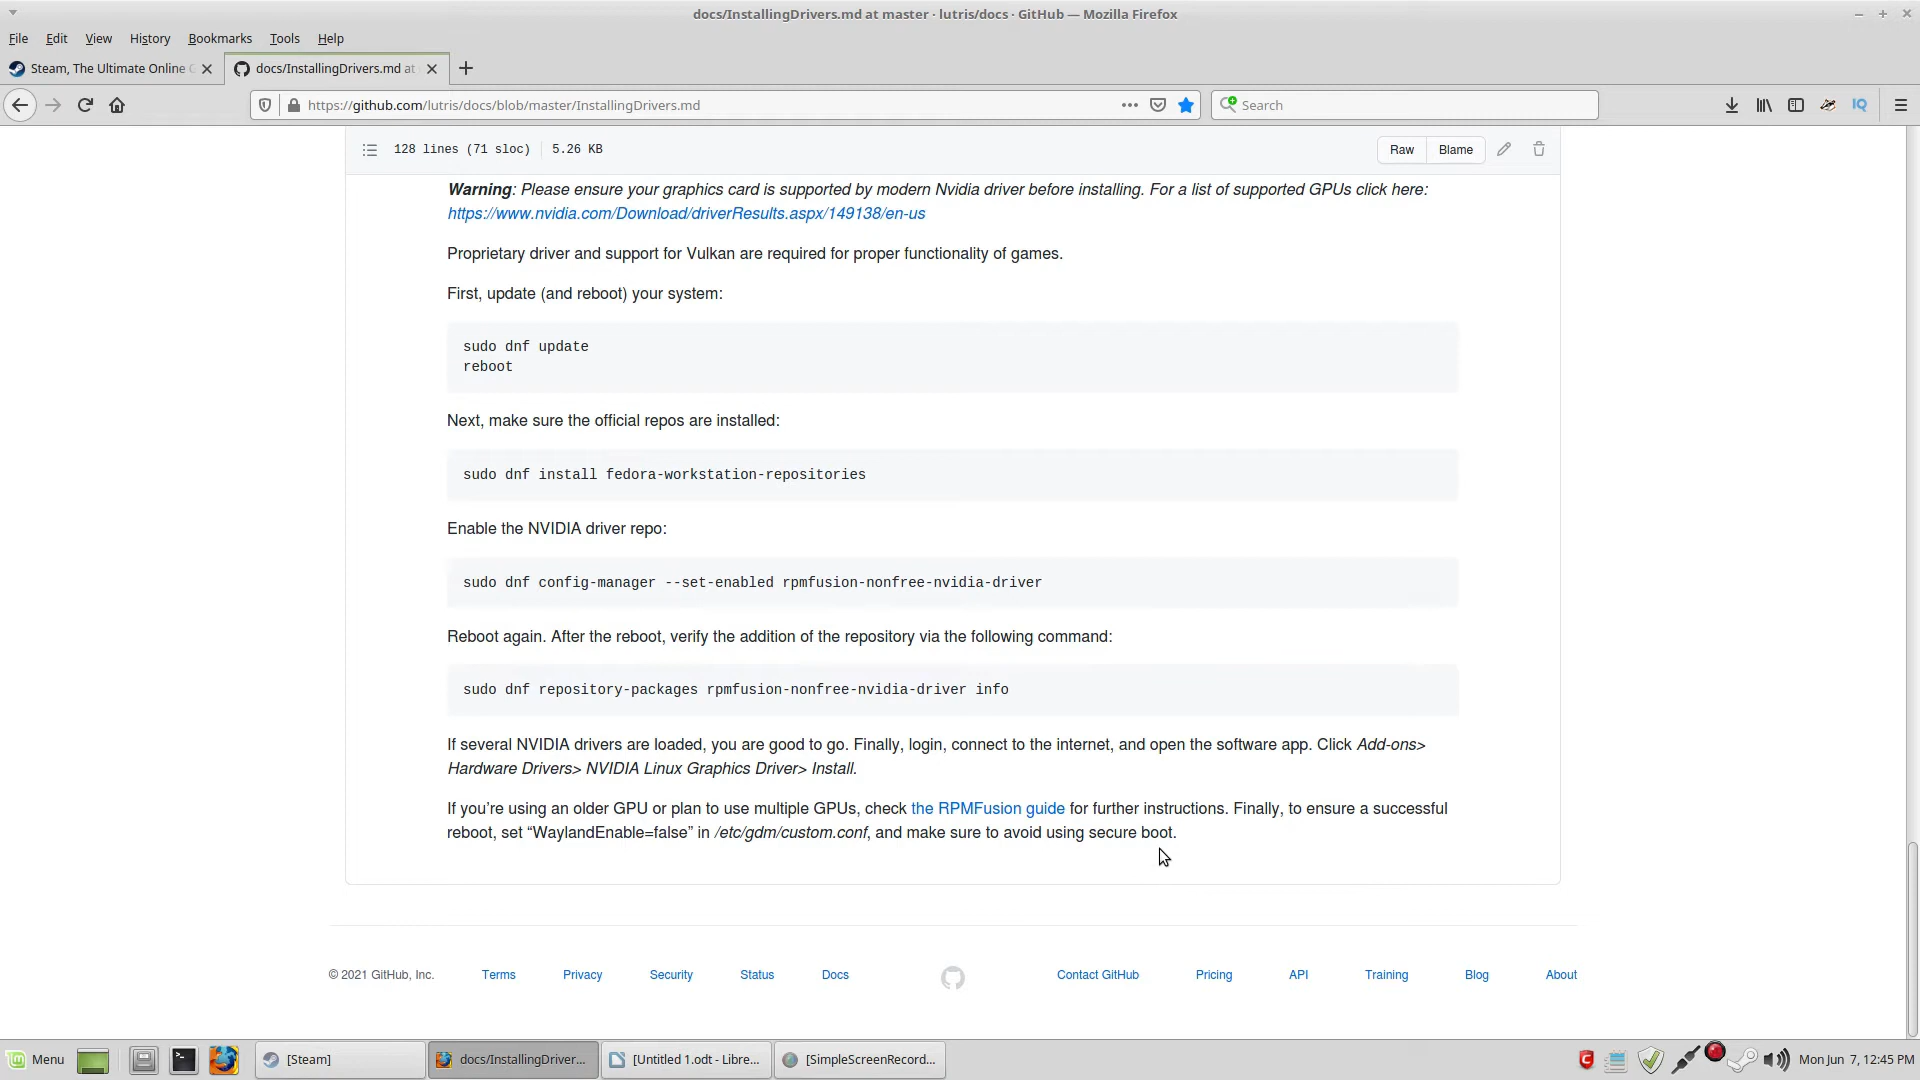 docs/InstallingDrivers.md at master · lutris/docs · GitHub — Mozilla Firefox
File Edit View History Bookmarks Tools Help
Steam, The Ultimate Online G
docs/InstallingDrivers.md at
https://github.com/lutris/docs/blob/master/InstallingDrivers.md
Search
IQ
128 lines (71 sloc) 5.26 KB
Raw Blame
Warning: Please ensure your graphics card is supported by modern Nvidia driver before installing. For a list of supported GPUs click here:
https://www.nvidia.com/Download/driverResults.aspx/149138/en-us
Proprietary driver and support for Vulkan are required for proper functionality of games.
First, update (and reboot) your system:
sudo dnf update
reboot
Next, make sure the official repos are installed:
sudo dnf install fedora-workstation-repositories
Enable the NVIDIA driver repo:
sudo dnf config-manager --set-enabled rpmfusion-nonfree-nvidia-driver
Reboot again. After the reboot, verify the addition of the repository via the following command:
sudo dnf repository-packages rpmfusion-nonfree-nvidia-driver info
If several NVIDIA drivers are loaded, you are good to go. Finally, login, connect to the internet, and open the software app. Click Add-ons>
Hardware Drivers> NVIDIA Linux Graphics Driver> Install.
If you’re using an older GPU or plan to use multiple GPUs, check the RPMFusion guide for further instructions. Finally, to ensure a successful
reboot, set “WaylandEnable=false” in /etc/gdm/custom.conf, and make sure to avoid using secure boot.
© 2021 GitHub, Inc. Terms Privacy Security Status Docs Contact GitHub Pricing API Training Blog About
Menu
[Steam]
docs/InstallingDriver...
[Untitled 1.odt - Libre...
[SimpleScreenRecord...
Mon Jun 7, 12:45 PM